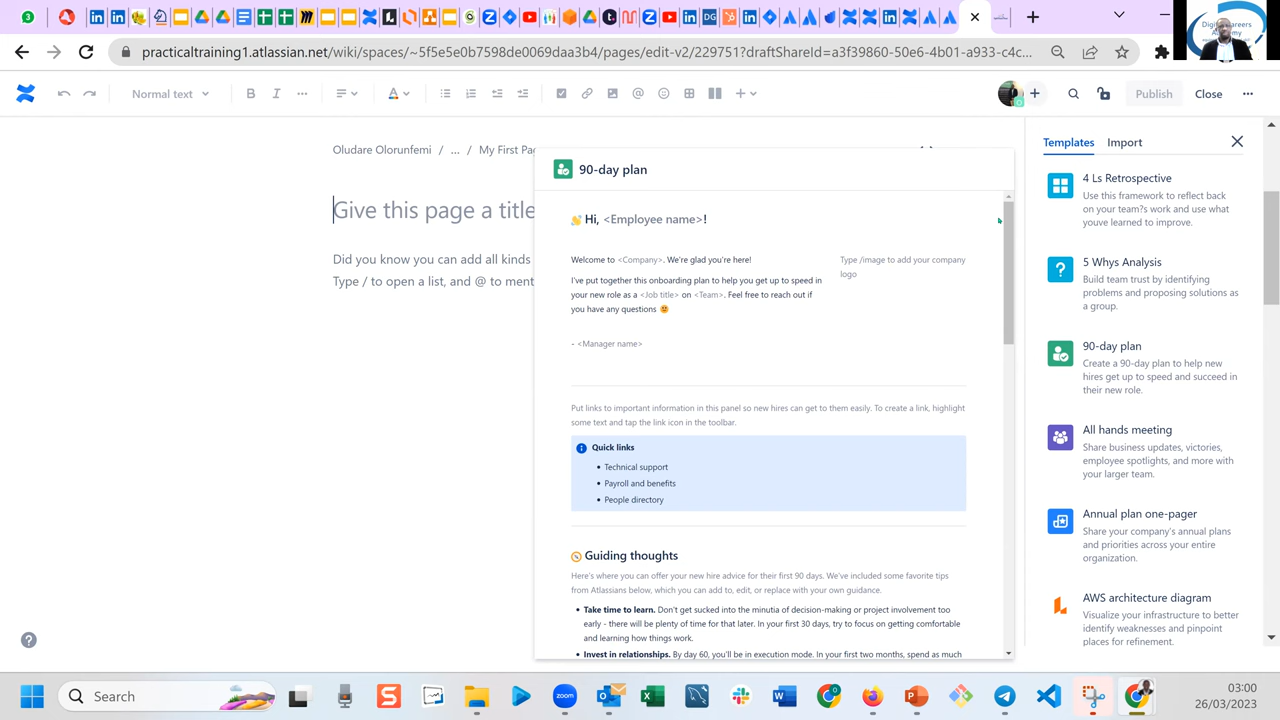 practicaltraining1.atlassian.net/wiki/spaces/~5f5e5e0b75980e0069daa3b4/pages/edit-v2/229751?draftShareId=a3f39860-50e6-4b01-a933-c4c...
Digital Careers
Academy
Normal text
Publish
Close
Oludare Olorunfemi / ... / My First Pa
Give this page a title
Did you know you can add all kinds
Type / to open a list, and @ to ment
90-day plan
Hi, <Employee name>!
Welcome to <Company>. We're glad you're here!
Type /image to add your company
logo
I've put together this onboarding plan to help you get up to speed in
your new role as a <Job title> on <Team>. Feel free to reach out if
you have any questions
- <Manager name>
Put links to important information in this panel so new hires can get to them easily. To create a link, highlight
some text and tap the link icon in the toolbar.
Quick links
• Technical support
• Payroll and benefits
• People directory
Guiding thoughts
Here's where you can offer your new hire advice for their first 90 days. We've included some favorite tips
from Atlassians below, which you can add to, edit, or replace with your own guidance.
• Take time to learn. Don't get sucked into the minutia of decision-making or project involvement too
early - there will be plenty of time for that later. In your first 30 days, try to focus on getting comfortable
and learning how things work.
• Invest in relationships. By day 60, you'll be in execution mode. In your first two months, spend as much
Templates
Import
4 Ls Retrospective
Use this framework to reflect back
on your team?s work and use what
youve learned to improve.
5 Whys Analysis
Build team trust by identifying
problems and proposing solutions as
a group.
90-day plan
Create a 90-day plan to help new
hires get up to speed and succeed in
their new role.
All hands meeting
Share business updates, victories,
employee spotlights, and more with
your larger team.
Annual plan one-pager
Share your company's annual plans
and priorities across your entire
organization.
AWS architecture diagram
Visualize your infrastructure to better
identify weaknesses and pinpoint
places for refinement.
Search
zoom
03:00
26/03/2023